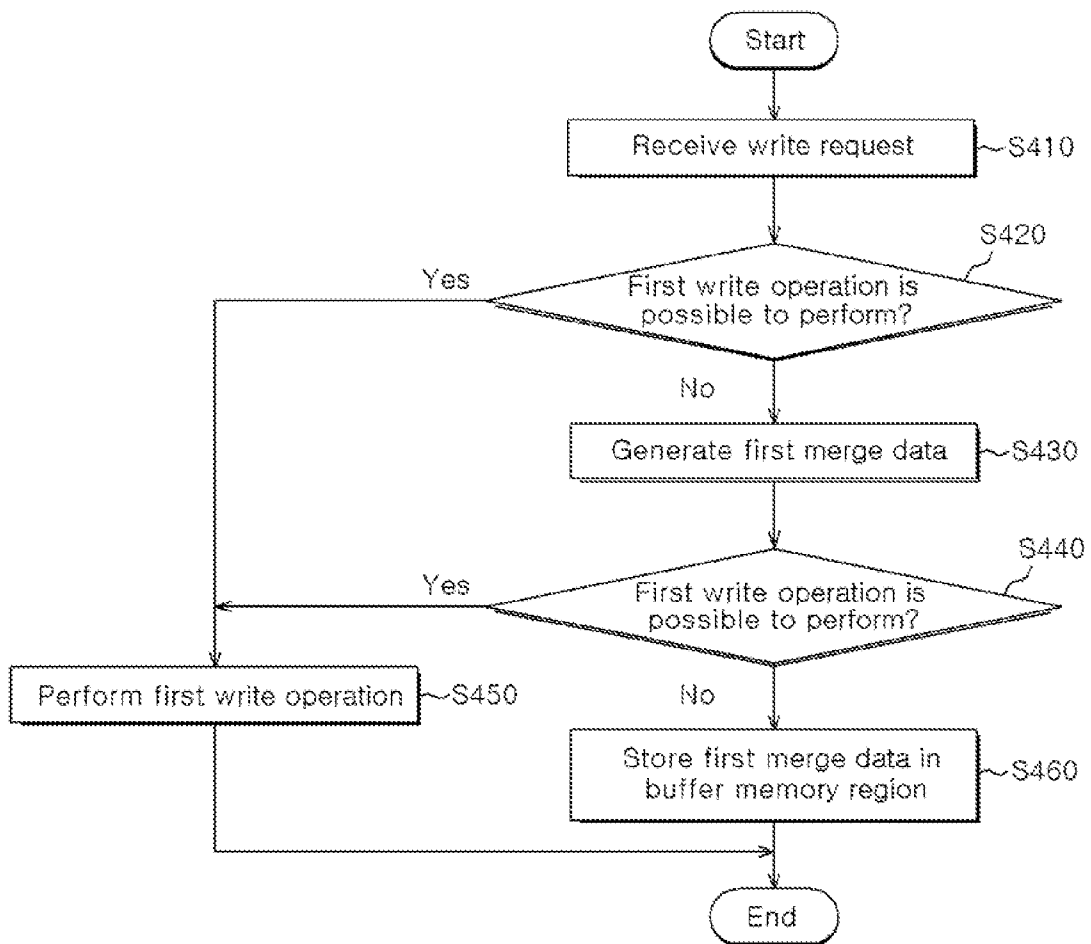 Start
Receive write request
S410
S420
First write operation is
possible to perform?
Yes
No
Generate first merge data
S430
S440
First write operation is
possible to perform?
Yes
Perform first write operation
S450
No
Store first merge data in
buffer memory region
S460
End